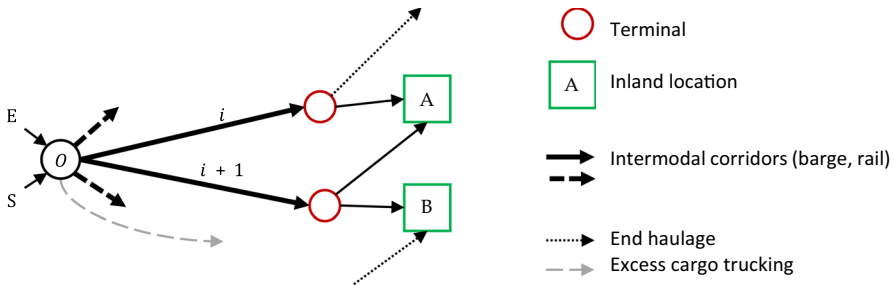 E
S
O
i
i + 1
A
B
Terminal
A
Inland location
Intermodal corridors (barge, rail)
End haulage
Excess cargo trucking